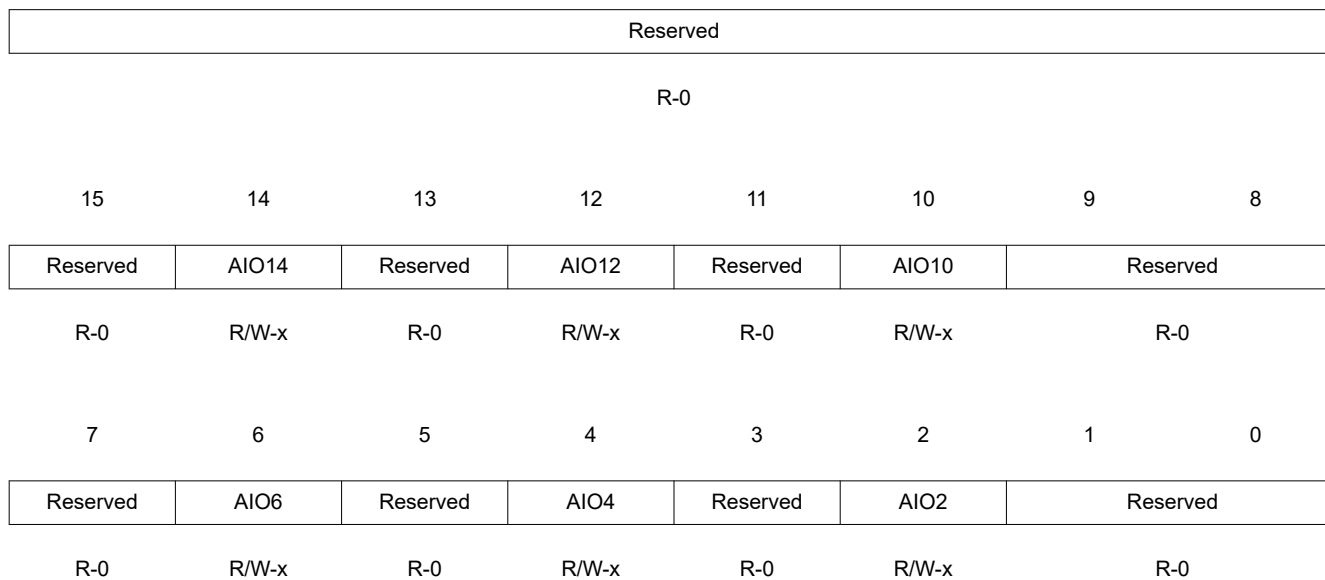 Reserved
R-0
15 14 13 12 11 10 9 8
Reserved AIO14 Reserved AIO12 Reserved AIO10 Reserved
R-0 R/W-x R-0 R/W-x R-0 R/W-x R-0
7 6 5 4 3 2 1 0
Reserved AIO6 Reserved AIO4 Reserved AIO2 Reserved
R-0 R/W-x R-0 R/W-x R-0 R/W-x R-0